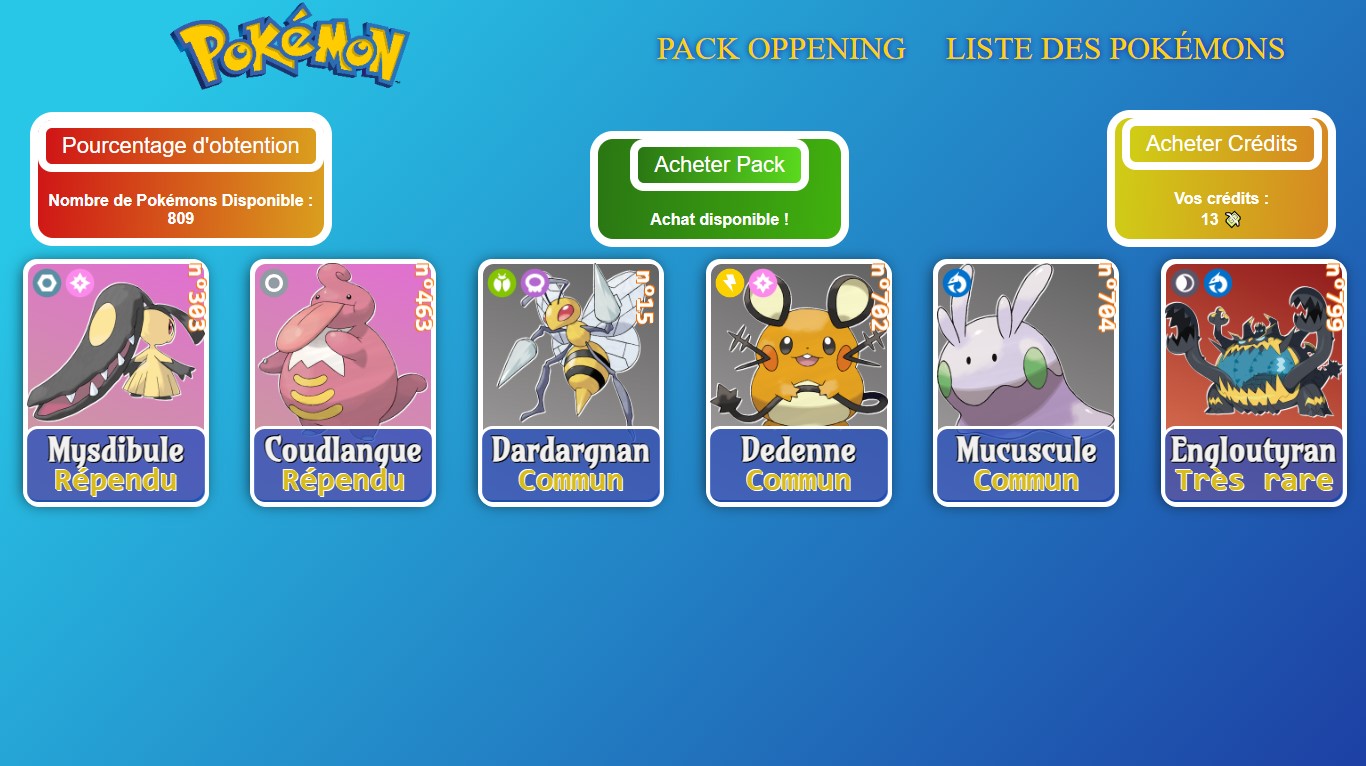 POKÉMON
PACK OPPENING
LISTE DES POKÉMONS
Pourcentage d'obtention
Nombre de Pokémons Disponible :
809
Acheter Pack
Achat disponible !
Acheter Crédits
Vos crédits :
13
n°303
Mysdibule
Répendu
n°463
Coudlangue
Répendu
n°15
Dardargnan
Commun
n°702
Dedenne
Commun
n°704
Mucuscule
Commun
n°799
Engloutyran
Très rare